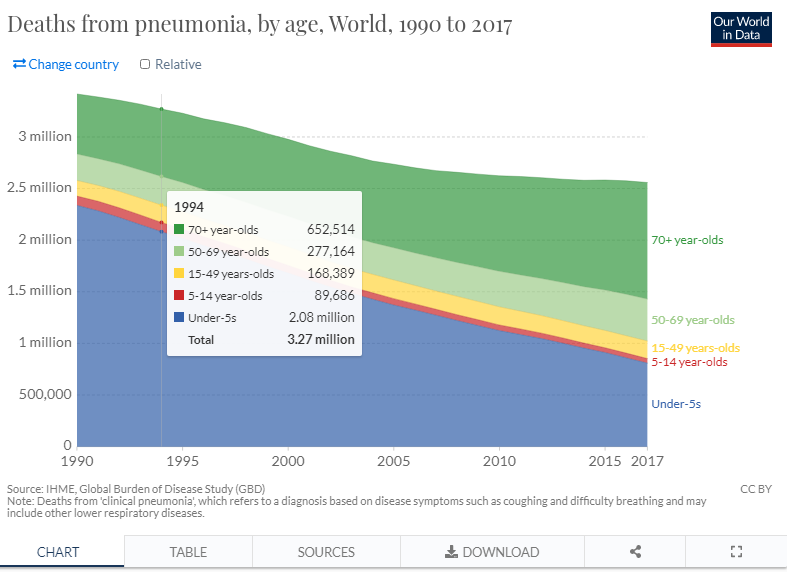 Deaths from pneumonia, by age, World, 1990 to 2017
Our World
in Data
Change country
Relative
3 million
2.5 million
2 million
1.5 million
1 million
500,000
0
1994
70+ year-olds 652,514
50-69 year-olds 277,164
15-49 years-olds 168,389
5-14 year-olds 89,686
Under-5s 2.08 million
Total 3.27 million
70+ year-olds
50-69 year-olds
15-49 years-olds
5-14 year-olds
Under-5s
1990 1995 2000 2005 2010 2015 2017
Source: IHME, Global Burden of Disease Study (GBD) CC BY
Note: Deaths from 'clinical pneumonia', which refers to a diagnosis based on disease symptoms such as coughing and difficulty breathing and may
include other lower respiratory diseases.
CHART TABLE SOURCES DOWNLOAD